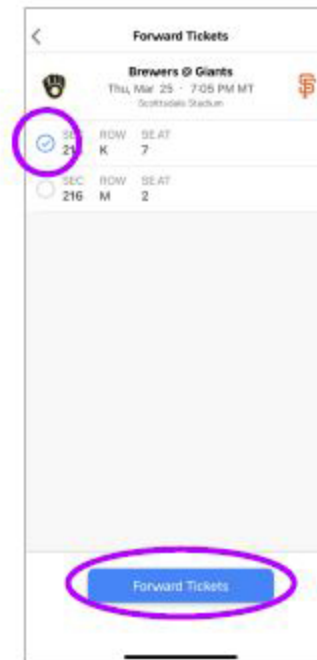 Forward Tickets
Brewers @ Giants
Thu, Mar 25 · 7:05 PM MT
Scottsdale Stadium
SEC ROW SEAT
K 7
SEC ROW SEAT
216 M 2
Forward Tickets